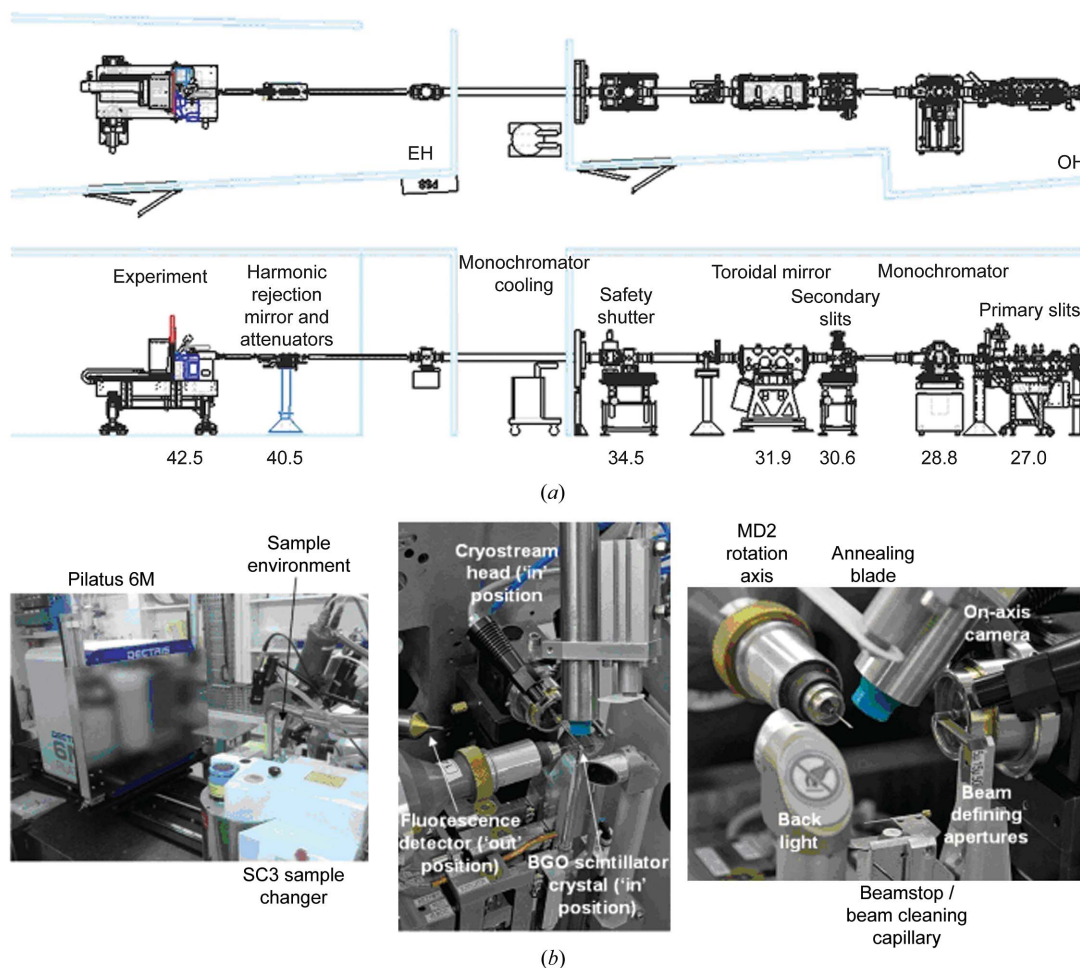 EH
PSS
OH
Experiment
Harmonic
rejection
mirror and
attenuators
Monochromator
cooling
Safety
shutter
Toroidal mirror
Secondary
slits
Monochromator
Primary slits
42.5
40.5
34.5
31.9
30.6
28.8
27.0
(a)
Pilatus 6M
Sample
environment
DECTRIS
SC3 sample
changer
Cryostream
head ('in'
position
Fluorescence
detector ('out'
position)
BGO scintillator
crystal ('in'
position)
MD2
rotation
axis
Annealing
blade
On-axis
camera
Back
light
Beam
defining
apertures
Beamstop /
beam cleaning
capillary
(b)